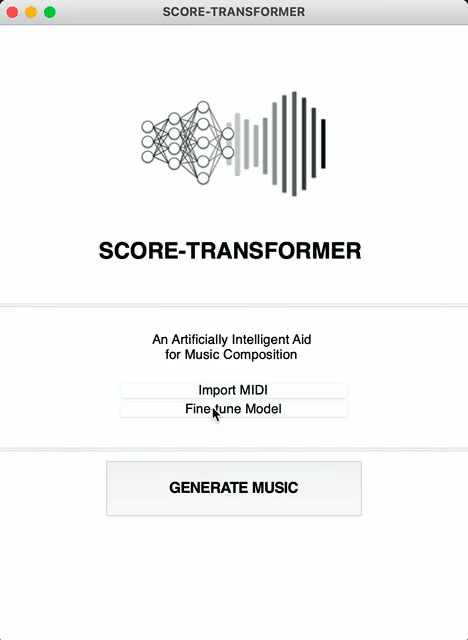 SCORE-TRANSFORMER
SCORE-TRANSFORMER
An Artificially Intelligent Aid
for Music Composition
Import MIDI
Fine tune Model
GENERATE MUSIC